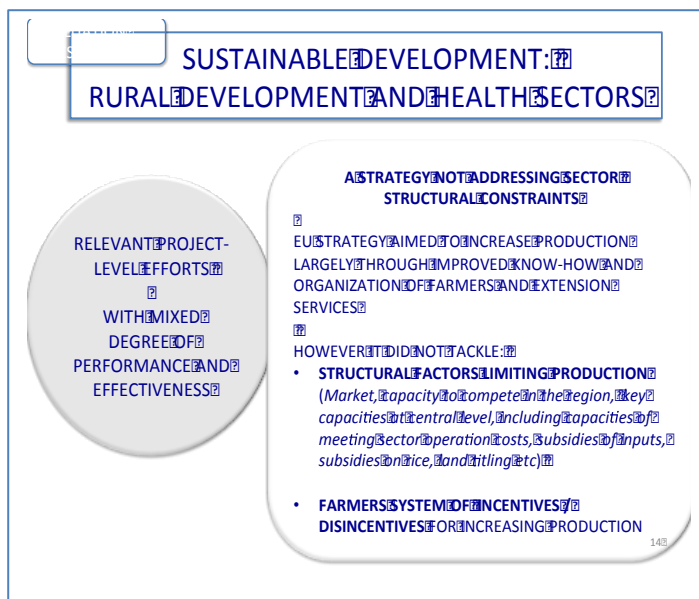 SUSTAINABLE DEVELOPMENT:
RURAL DEVELOPMENT AND HEALTH SECTORS
RELEVANT PROJECT-
LEVEL EFFORTS
WITH MIXED
DEGREE OF
PERFORMANCE AND
EFFECTIVENESS
A STRATEGY NOT ADDRESSING SECTOR
STRUCTURAL CONSTRAINTS
EU STRATEGY AIMED TO INCREASE PRODUCTION
LARGELY THROUGH IMPROVED KNOW-HOW AND
ORGANIZATION OF FARMERS AND EXTENSION
SERVICES
HOWEVER IT DID NOT TACKLE:
• STRUCTURAL FACTORS LIMITING PRODUCTION
(Market, capacity to compete in the region, key
capacities at central level, including capacities of
meeting sector operation costs, subsidies of inputs,
subsidies on rice, land titling etc)
• FARMERS SYSTEM OF INCENTIVES /
DISINCENTIVES FOR INCREASING PRODUCTION
14